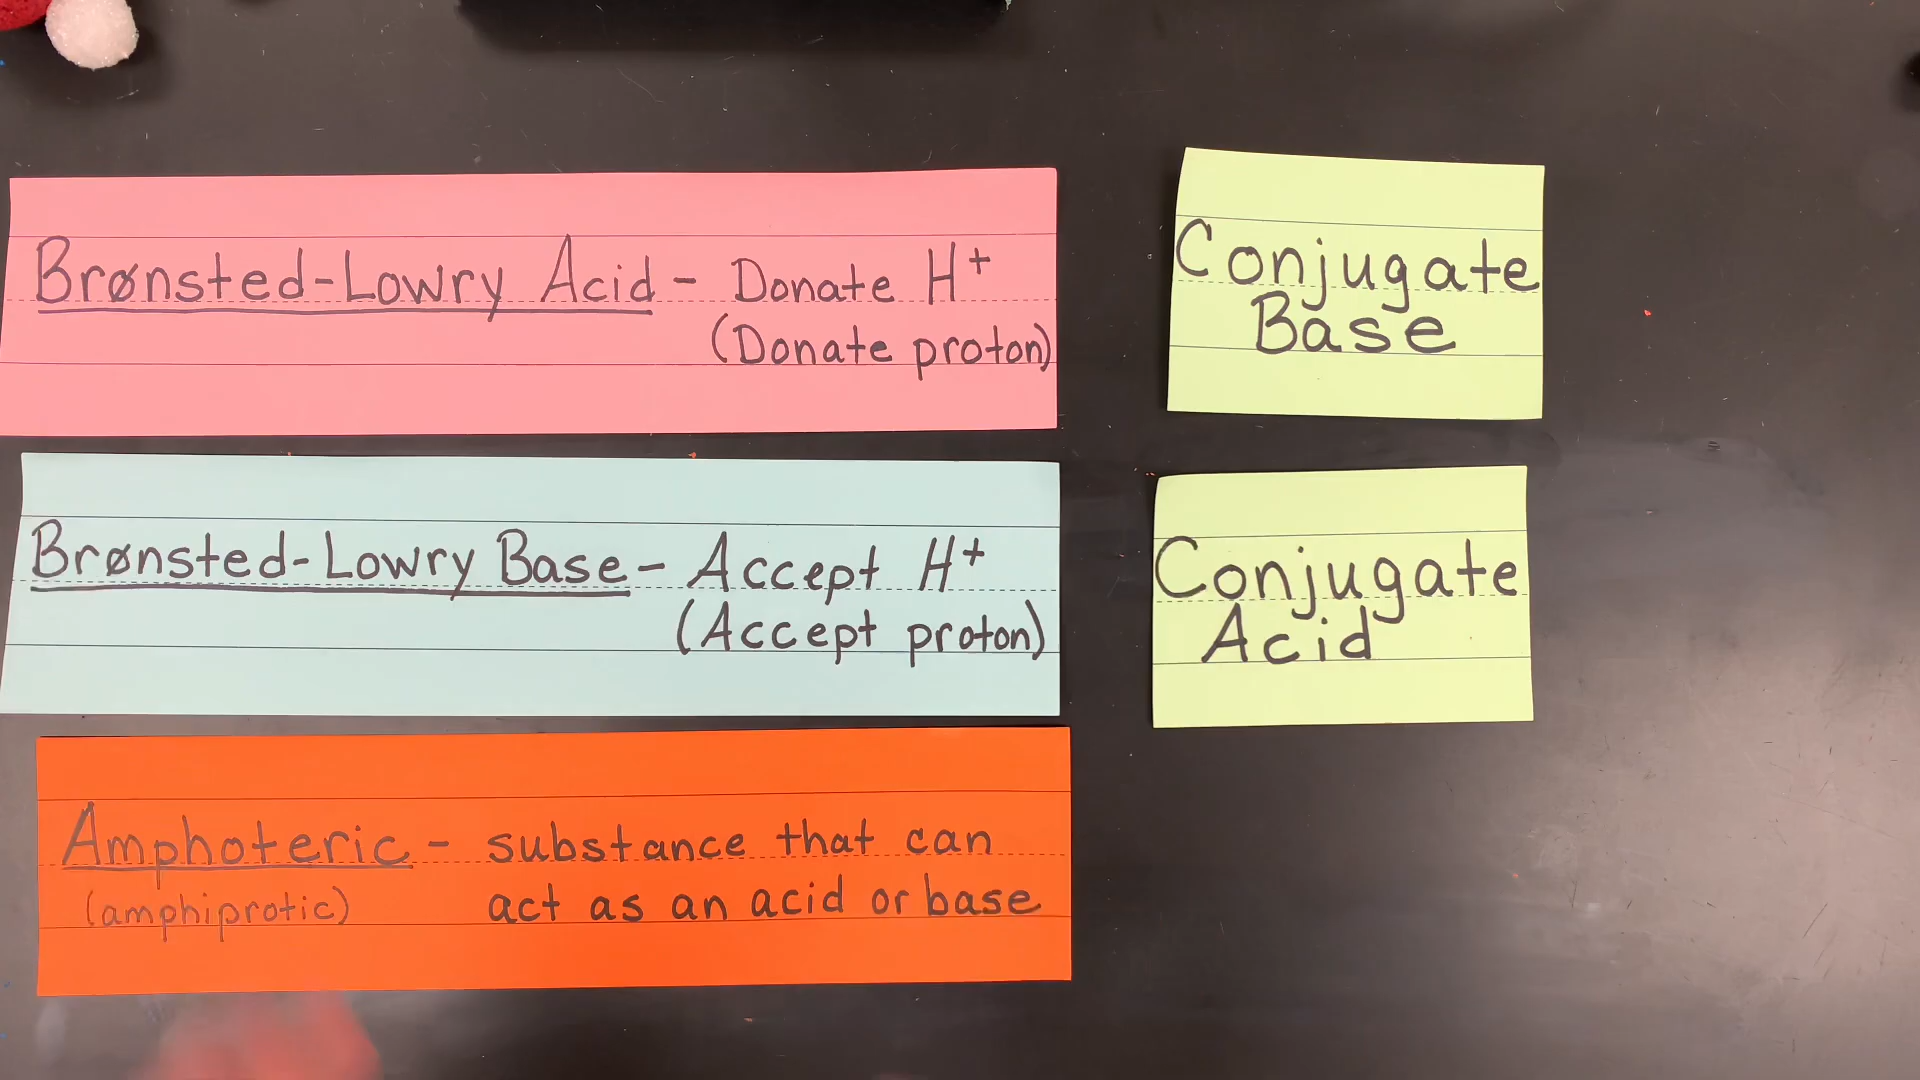 Brønsted-Lowry Acid - Donate H⁺
(Donate proton)
Conjugate
Base
Brønsted-Lowry Base - Accept H⁺
(Accept proton)
Conjugate
Acid
Amphoteric - substance that can
(amphiprotic) act as an acid or base